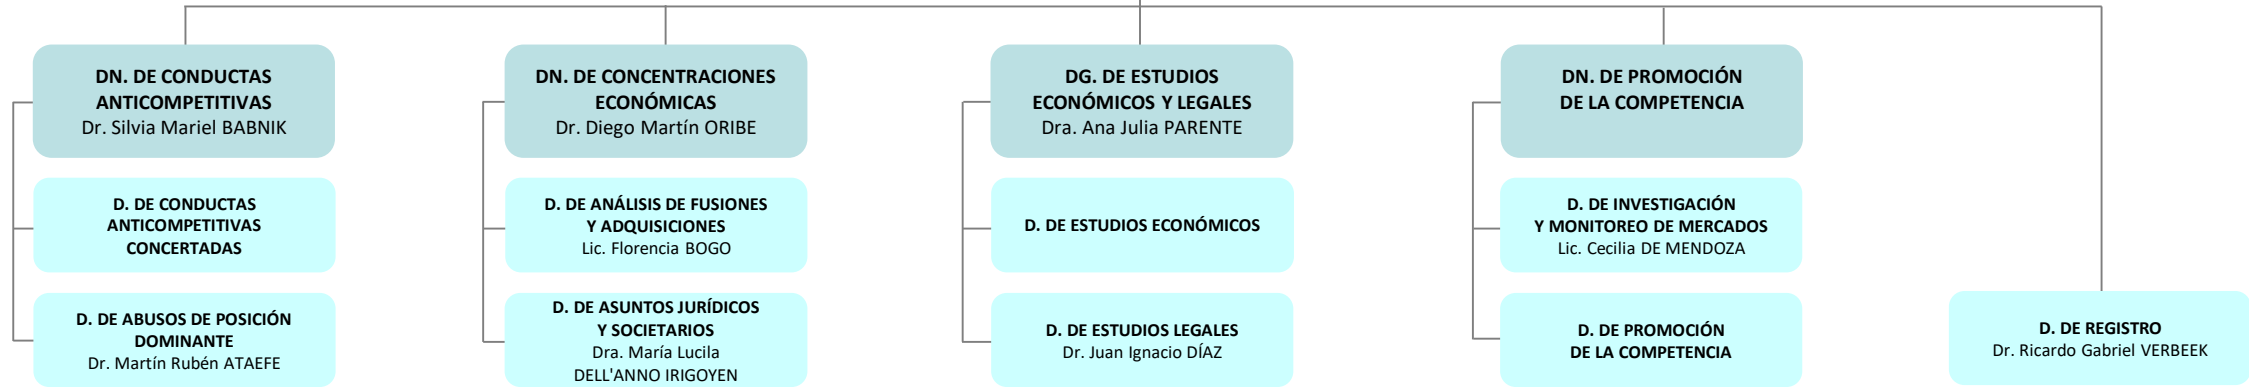 DN. DE CONDUCTAS
ANTICOMPETITIVAS
Dr. Silvia Mariel BABNIK
DN. DE CONCENTRACIONES
ECONÓMICAS
Dr. Diego Martín ORIBE
DG. DE ESTUDIOS
ECONÓMICOS Y LEGALES
Dra. Ana Julia PARENTE
DN. DE PROMOCIÓN
DE LA COMPETENCIA
D. DE CONDUCTAS
ANTICOMPETITIVAS
CONCERTADAS
D. DE ANÁLISIS DE FUSIONES
Y ADQUISICIONES
Lic. Florencia BOGO
D. DE ESTUDIOS ECONÓMICOS
D. DE INVESTIGACIÓN
Y MONITOREO DE MERCADOS
Lic. Cecilia DE MENDOZA
D. DE ABUSOS DE POSICIÓN
DOMINANTE
Dr. Martín Rubén ATAEFE
D. DE ASUNTOS JURÍDICOS
Y SOCIETARIOS
Dra. María Lucila
DELL'ANNO IRIGOYEN
D. DE ESTUDIOS LEGALES
Dr. Juan Ignacio DÍAZ
D. DE PROMOCIÓN
DE LA COMPETENCIA
D. DE REGISTRO
Dr. Ricardo Gabriel VERBEEK